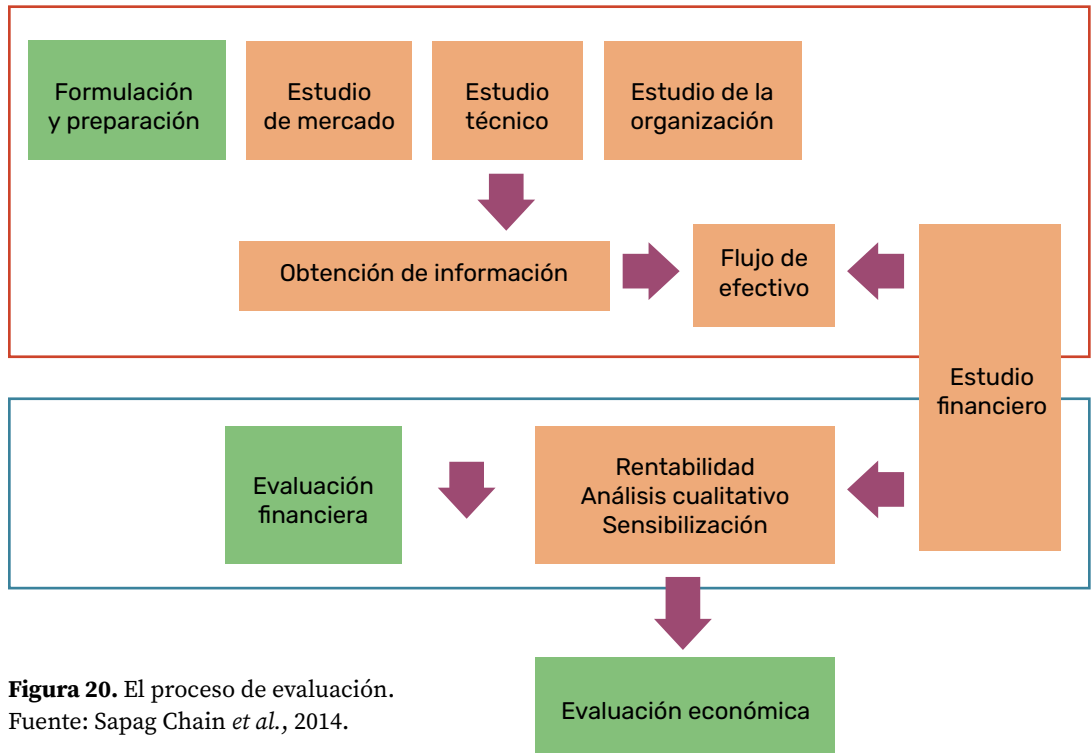 Formulación
y preparación
Estudio
de mercado
Estudio
técnico
Estudio de la
organización
Obtención de información
Flujo de
efectivo
Estudio
financiero
Evaluación
financiera
Rentabilidad
Análisis cualitativo
Sensibilización
Evaluación económica
Figura 20. El proceso de evaluación.
Fuente: Sapag Chain et al., 2014.